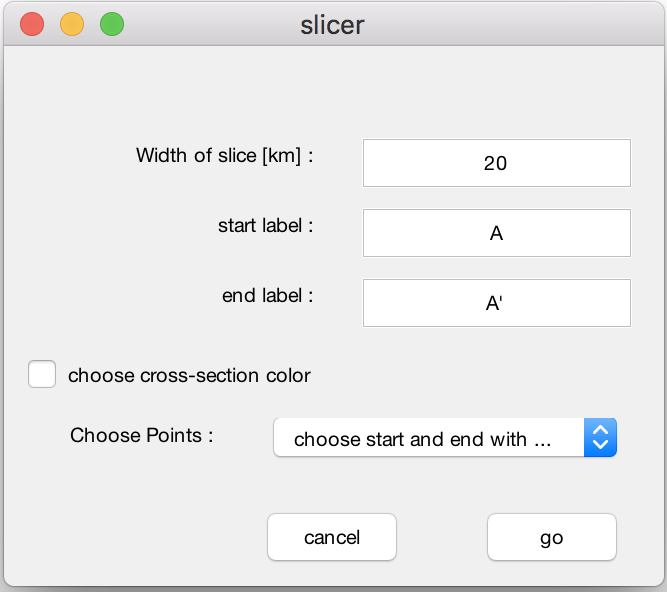 slicer
Width of slice [km] :
20
start label :
A
end label :
A'
choose cross-section color
Choose Points :
choose start and end with ...
cancel
go